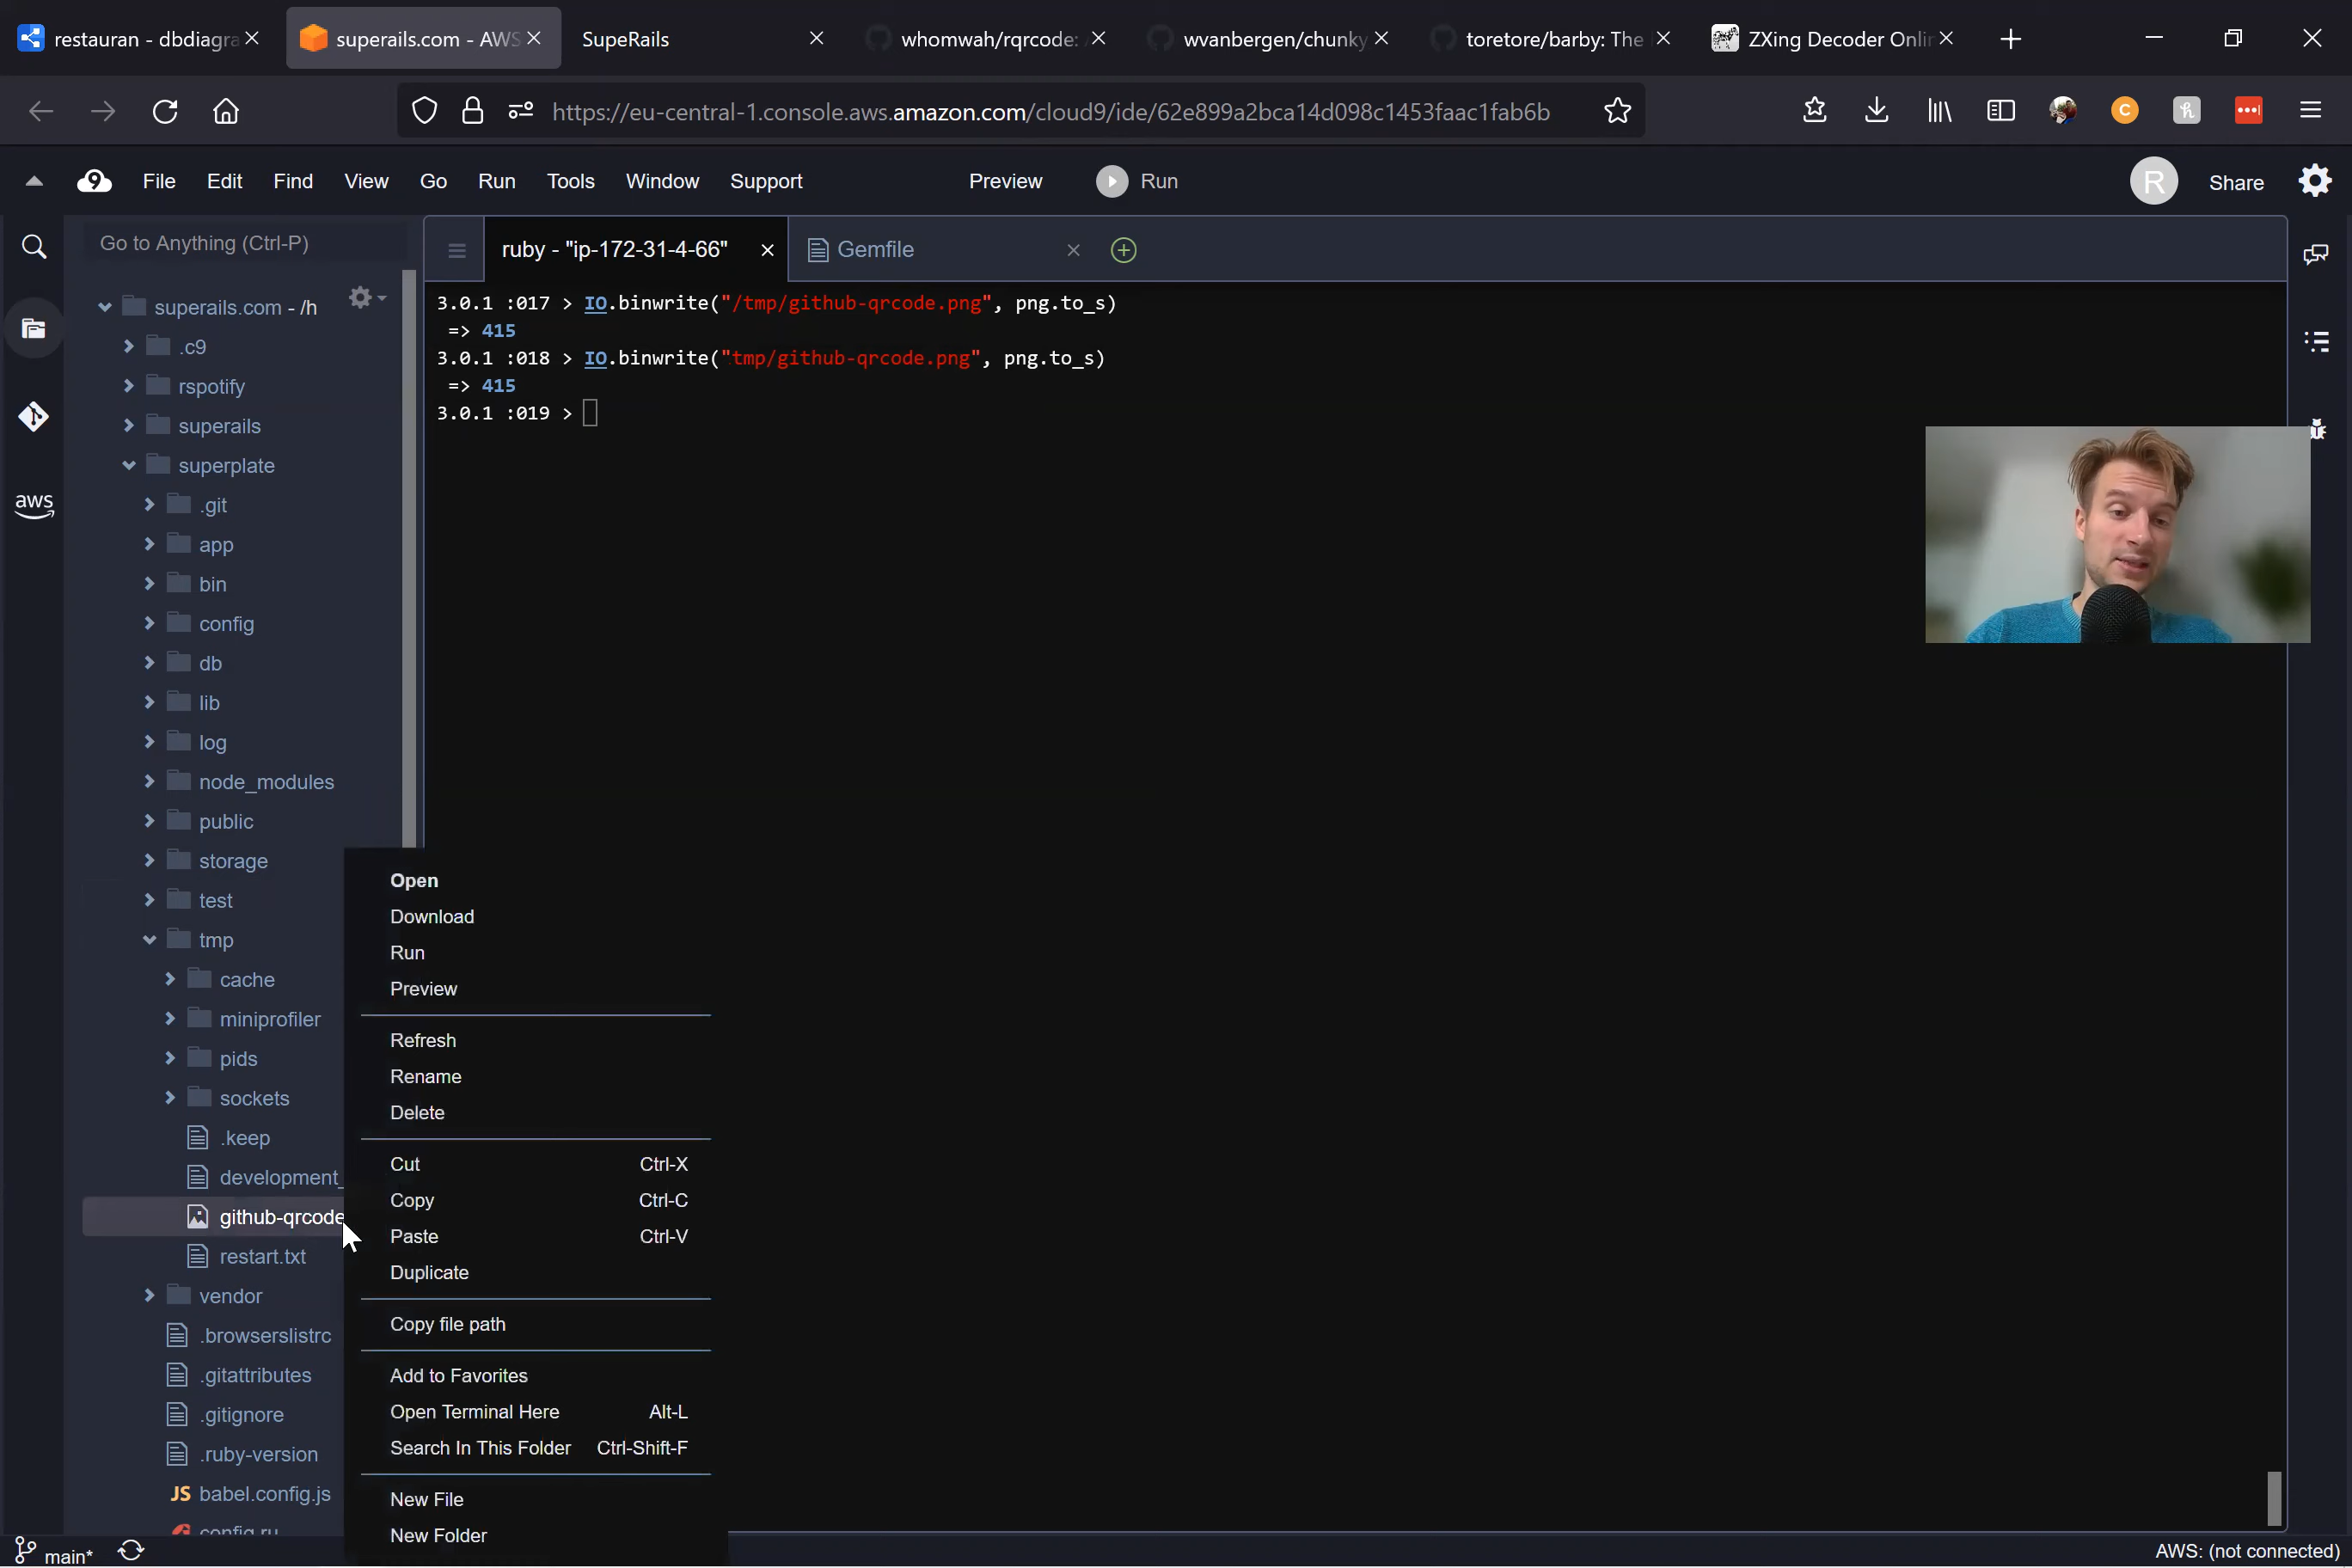 restauran - dbdiagra
superails.com - AWS
SupeRails
whomwah/rqrcode:
wvanbergen/chunky
toretore/barby: The
ZXing Decoder Onlin
https://eu-central-1.console.aws.amazon.com/cloud9/ide/62e899a2bca14d098c1453faac1fab6b
File Edit Find View Go Run Tools Window Support Preview Run R Share
Go to Anything (Ctrl-P)
ruby - "ip-172-31-4-66"
Gemfile
3.0.1 :017 > IO.binwrite("/tmp/github-qrcode.png", png.to_s)
=> 415
3.0.1 :018 > IO.binwrite("tmp/github-qrcode.png", png.to_s)
=> 415
3.0.1 :019 >
aws
superails.com - /h
.c9
rspotify
superails
superplate
.git
app
bin
config
db
lib
log
node_modules
public
storage
test
tmp
cache
miniprofiler
pids
sockets
.keep
development_
github-qrcode
restart.txt
vendor
.browserslistrc
.gitattributes
.gitignore
.ruby-version
JS babel.config.js
config.ru
Open
Download
Run
Preview
Refresh
Rename
Delete
Cut Ctrl-X
Copy Ctrl-C
Paste Ctrl-V
Duplicate
Copy file path
Add to Favorites
Open Terminal Here Alt-L
Search In This Folder Ctrl-Shift-F
New File
New Folder
main*
AWS: (not connected)